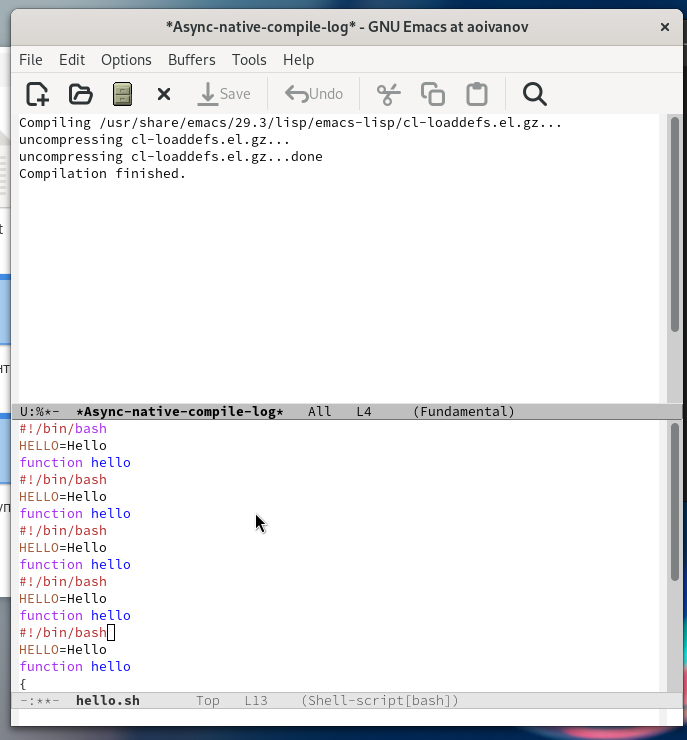 *Async-native-compile-log* - GNU Emacs at aoivanov
File Edit Options Buffers Tools Help
Save Undo
Compiling /usr/share/emacs/29.3/lisp/emacs-lisp/cl-loaddefs.el.gz...
uncompressing cl-loaddefs.el.gz...
uncompressing cl-loaddefs.el.gz...done
Compilation finished.
U:%*- *Async-native-compile-log* All L4 (Fundamental)
#!/bin/bash
HELLO=Hello
function hello
#!/bin/bash
HELLO=Hello
function hello
#!/bin/bash
HELLO=Hello
function hello
#!/bin/bash
HELLO=Hello
function hello
#!/bin/bash
HELLO=Hello
function hello
{
-:**- hello.sh Top L13 (Shell-script[bash])